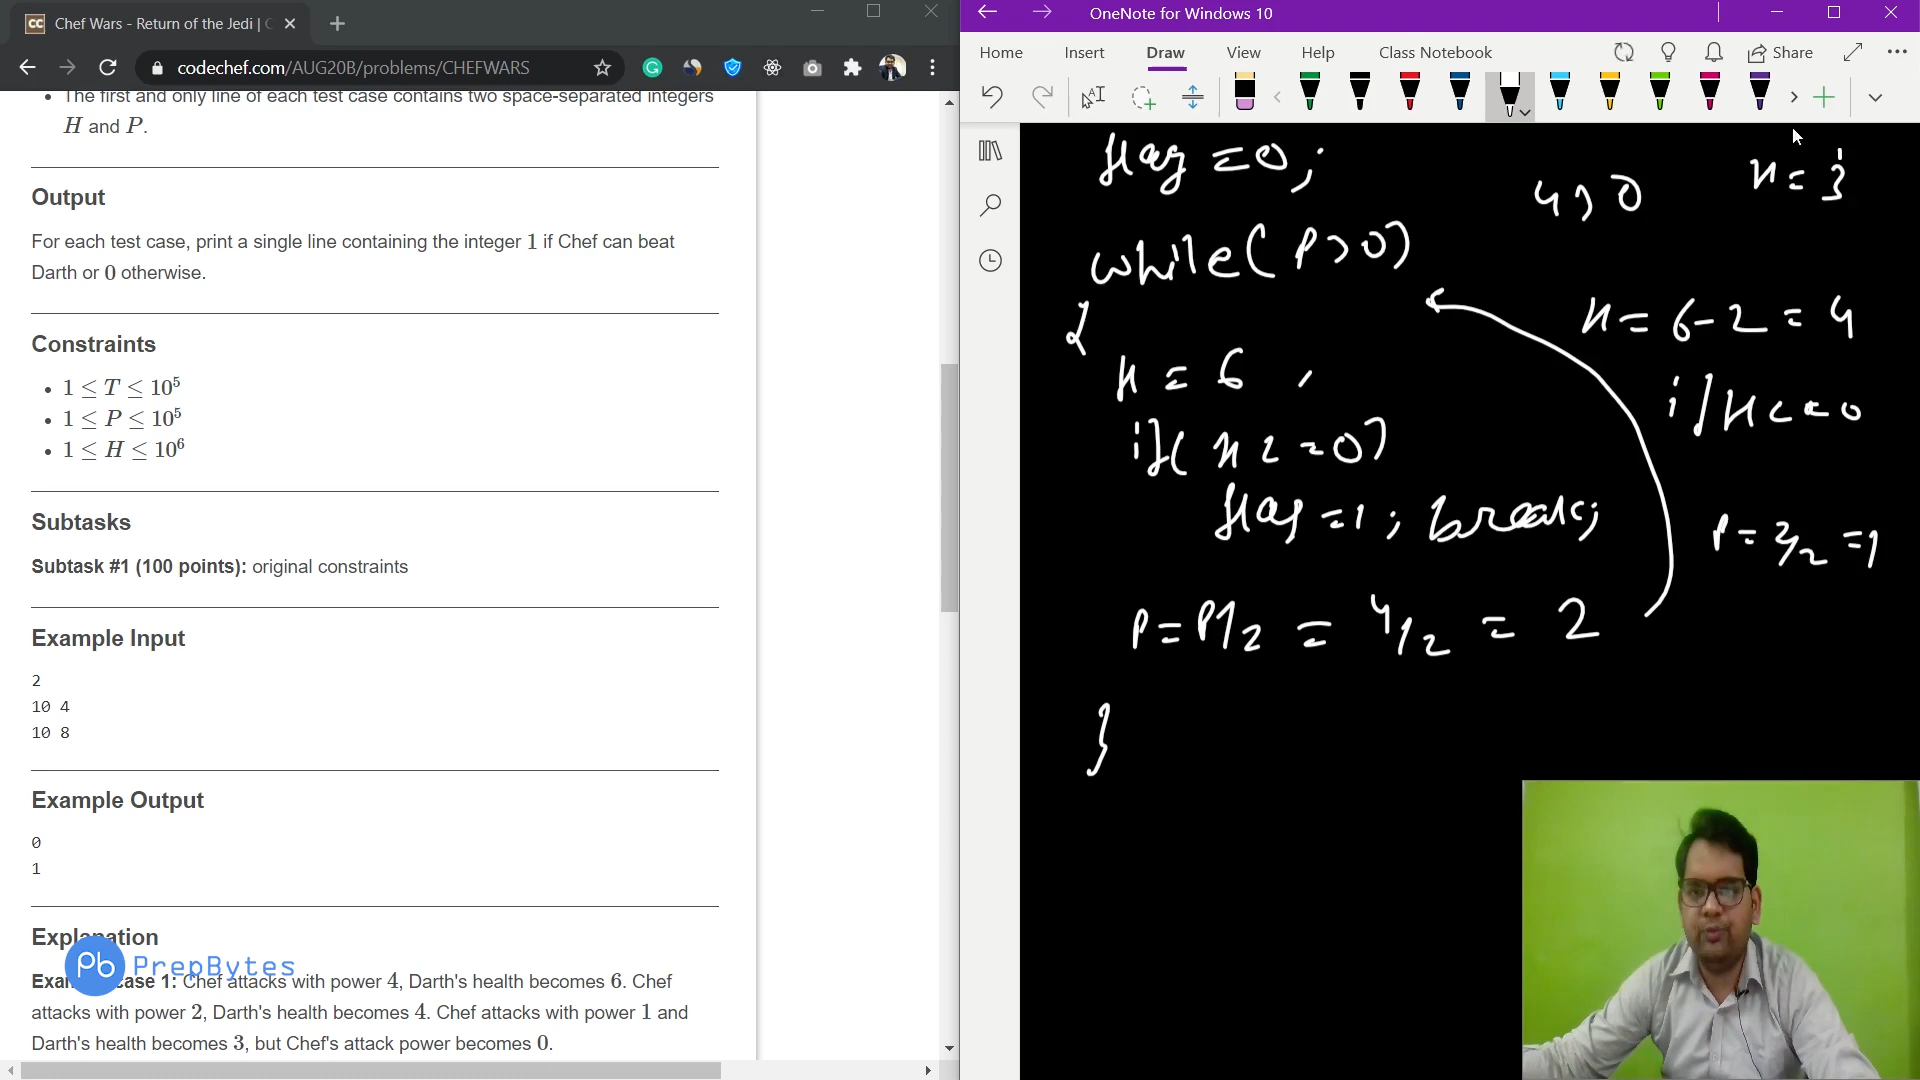 Chef Wars - Return of the Jedi |
codechef.com/AUG20B/problems/CHEFWARS
The first and only line of each test case contains two space-separated integers
H and P.
Output
For each test case, print a single line containing the integer 1 if Chef can beat
Darth or 0 otherwise.
Constraints
1 ≤ T ≤ 10^5
1 ≤ P ≤ 10^5
1 ≤ H ≤ 10^6
Subtasks
Subtask #1 (100 points): original constraints
Example Input
2
10 4
10 8
Example Output
0
1
Explanation
case 1: Chef attacks with power 4, Darth's health becomes 6. Chef
attacks with power 2, Darth's health becomes 4. Chef attacks with power 1 and
Darth's health becomes 3, but Chef's attack power becomes 0.
Pb PrepBytes
OneNote for Windows 10
Home Insert Draw View Help Class Notebook Share
flag = 0;
while( P > 0)
{
H = 6
if( H <= 0)
flag = 1; break;
P = P/2 = 4/2 = 2
}
4 > 0
H = 3
H = 6 - 2 = 4
if H <= 0
P = 2/2 = 1